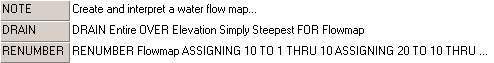 NOTE Create and interpret a water flow map...
DRAIN DRAIN Entire OVER Elevation Simply Steepest FOR Flowmap
RENUMBER RENUMBER Flowmap ASSIGNING 10 TO 1 THRU 10 ASSIGNING 20 TO 10 THRU ...